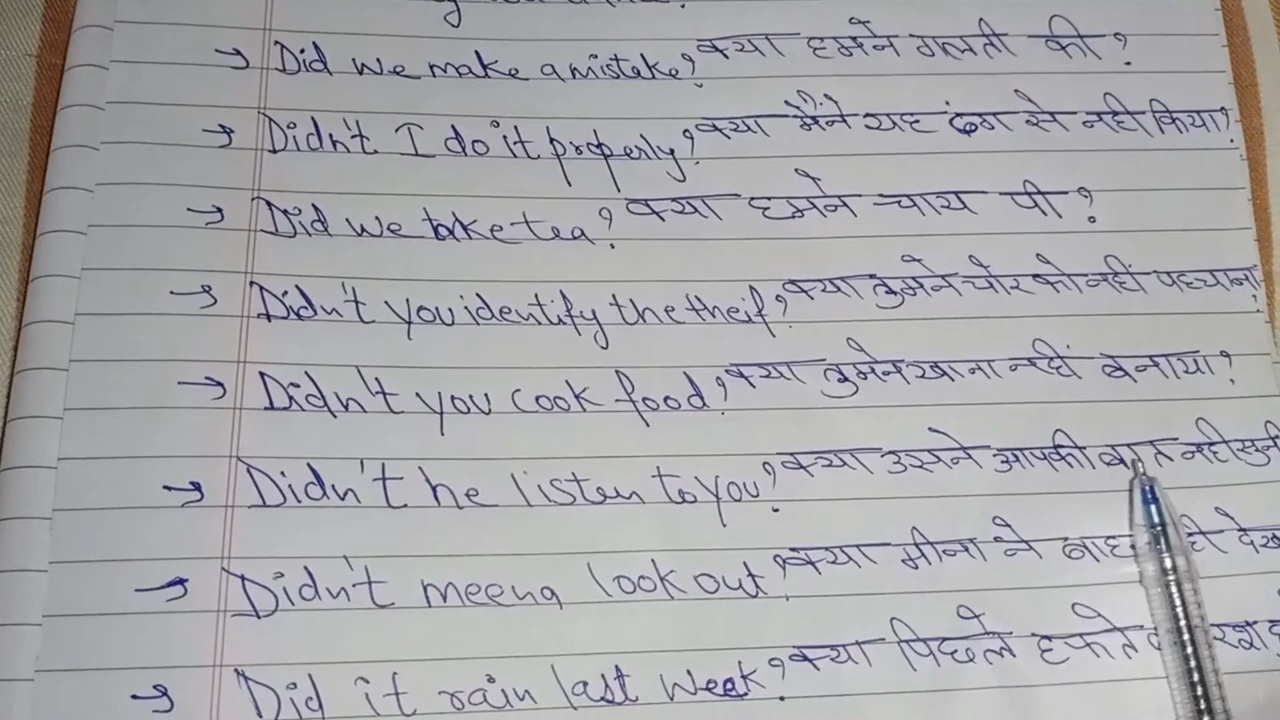 → Did we make a mistake? क्या हमने गलती की?
→ Didn't I do it properly? क्या मैंने यह ढंग से नही किया?
→ Did we take tea? क्या हमने चाय पी?
→ Didn't you identify the theif? क्या तुमने चोर को नहीं पहचाना?
→ Didn't you cook food? क्या तुमने खाना नहीं बनाया?
→ Didn't he listen to you? क्या उसने आपकी बात नही सुनी
→ Didn't meena look out? क्या मीना ने
→ Did it rain last week? क्या पिछले हफते